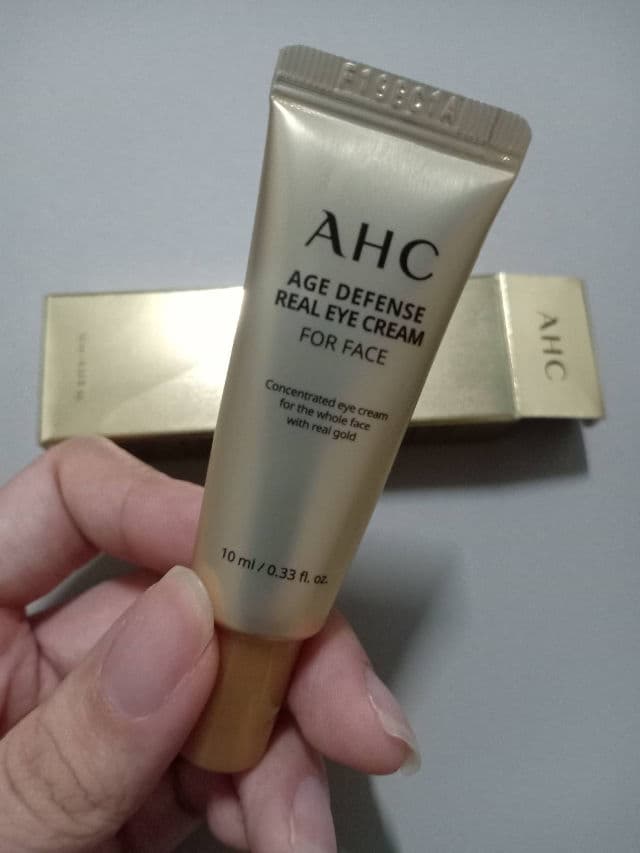 AHC
AGE DEFENSE
REAL EYE CREAM
FOR FACE
Concentrated eye cream
for the whole face
with real gold
10 ml / 0.33 fl. oz.
AHC